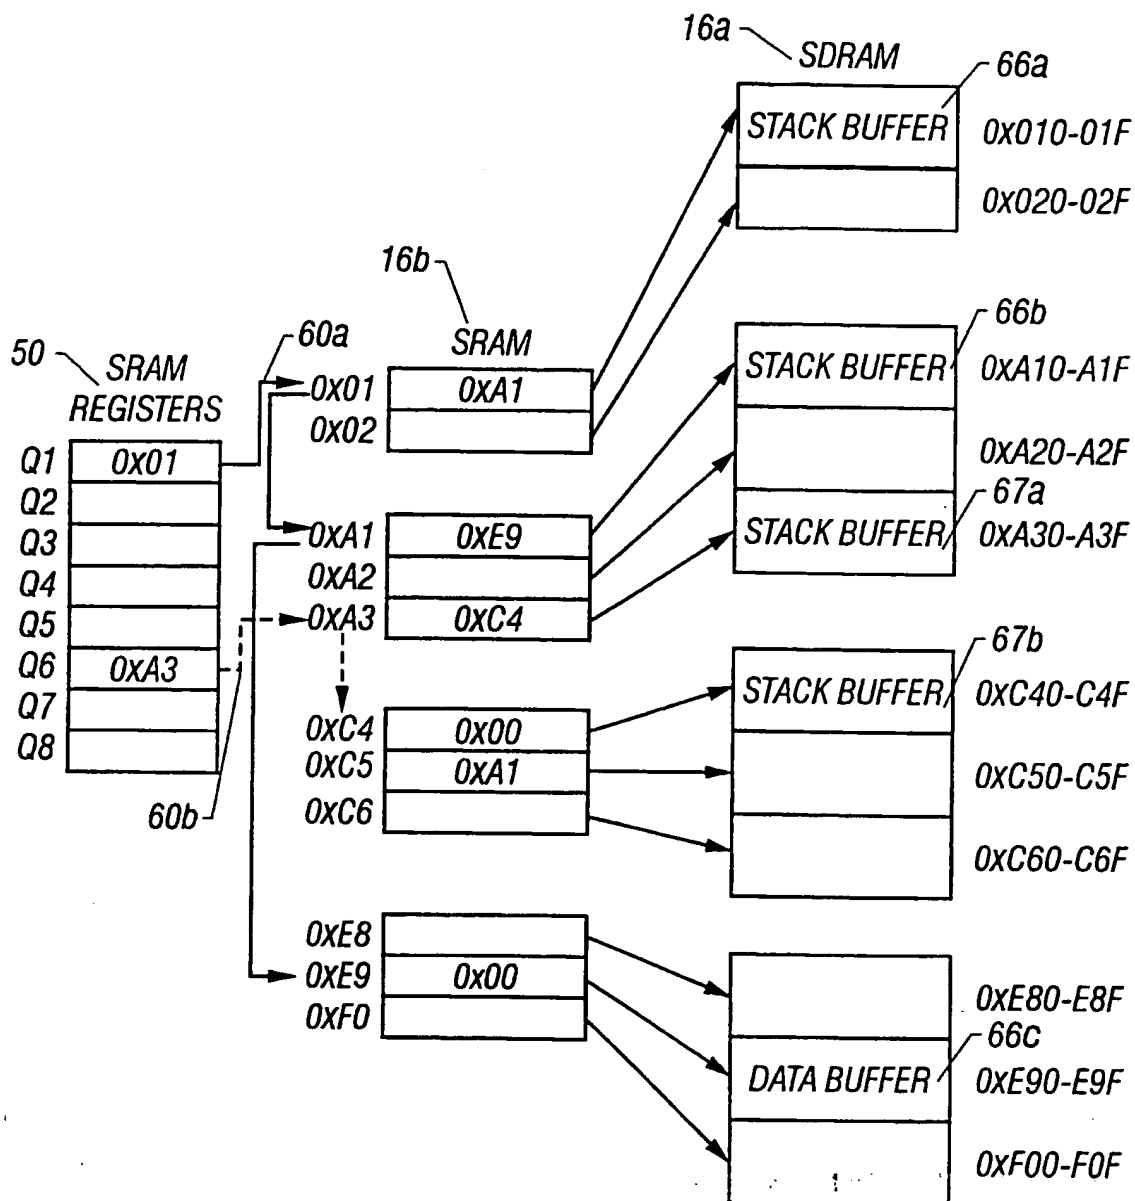 16a
SDRAM
66a
STACK BUFFER
0X010-01F
0X020-02F
16b
66b
50
SRAM
REGISTERS
60a
SRAM
STACK BUFFER
0XA10-A1F
0X01
0XA1
0X02
Q1
0X01
0XA20-A2F
Q2
67a
Q3
0XA1
0XE9
STACK BUFFER
0XA30-A3F
Q4
0XA2
Q5
0XA3
0XC4
Q6
0XA3
67b
Q7
STACK BUFFER
0XC40-C4F
Q8
0XC4
0X00
0XC5
0XA1
0XC50-C5F
60b
0XC6
0XC60-C6F
0XE8
0XE9
0X00
0XE80-E8F
0XF0
66c
DATA BUFFER
0XE90-E9F
0XF00-F0F